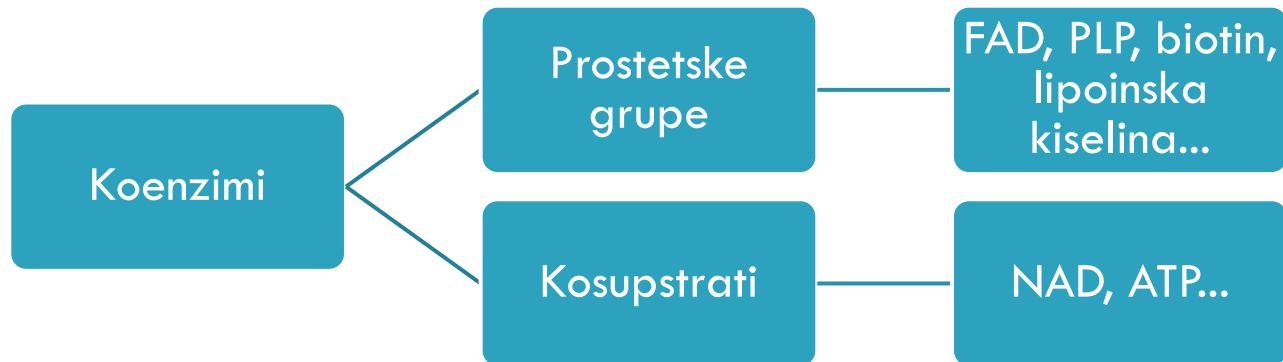 Koenzimi
Prostetske
grupe
FAD, PLP, biotin,
lipoinska
kiselina...
Kosupstrati
NAD, ATP...